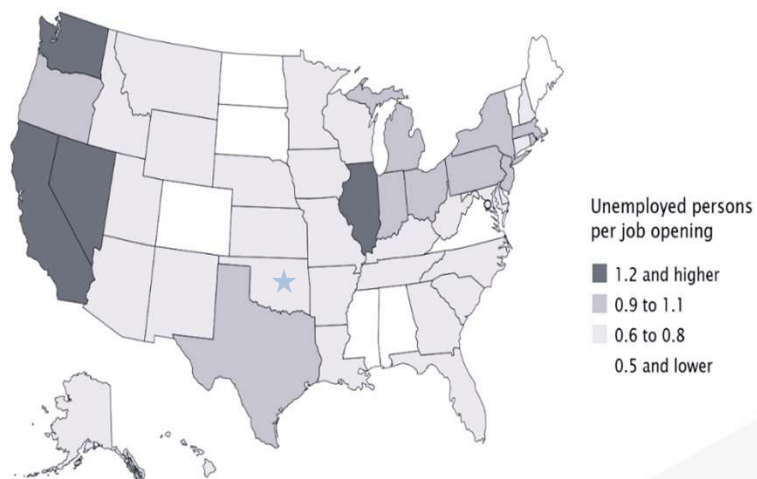 Unemployed persons
per job opening
1.2 and higher
0.9 to 1.1
0.6 to 0.8
0.5 and lower